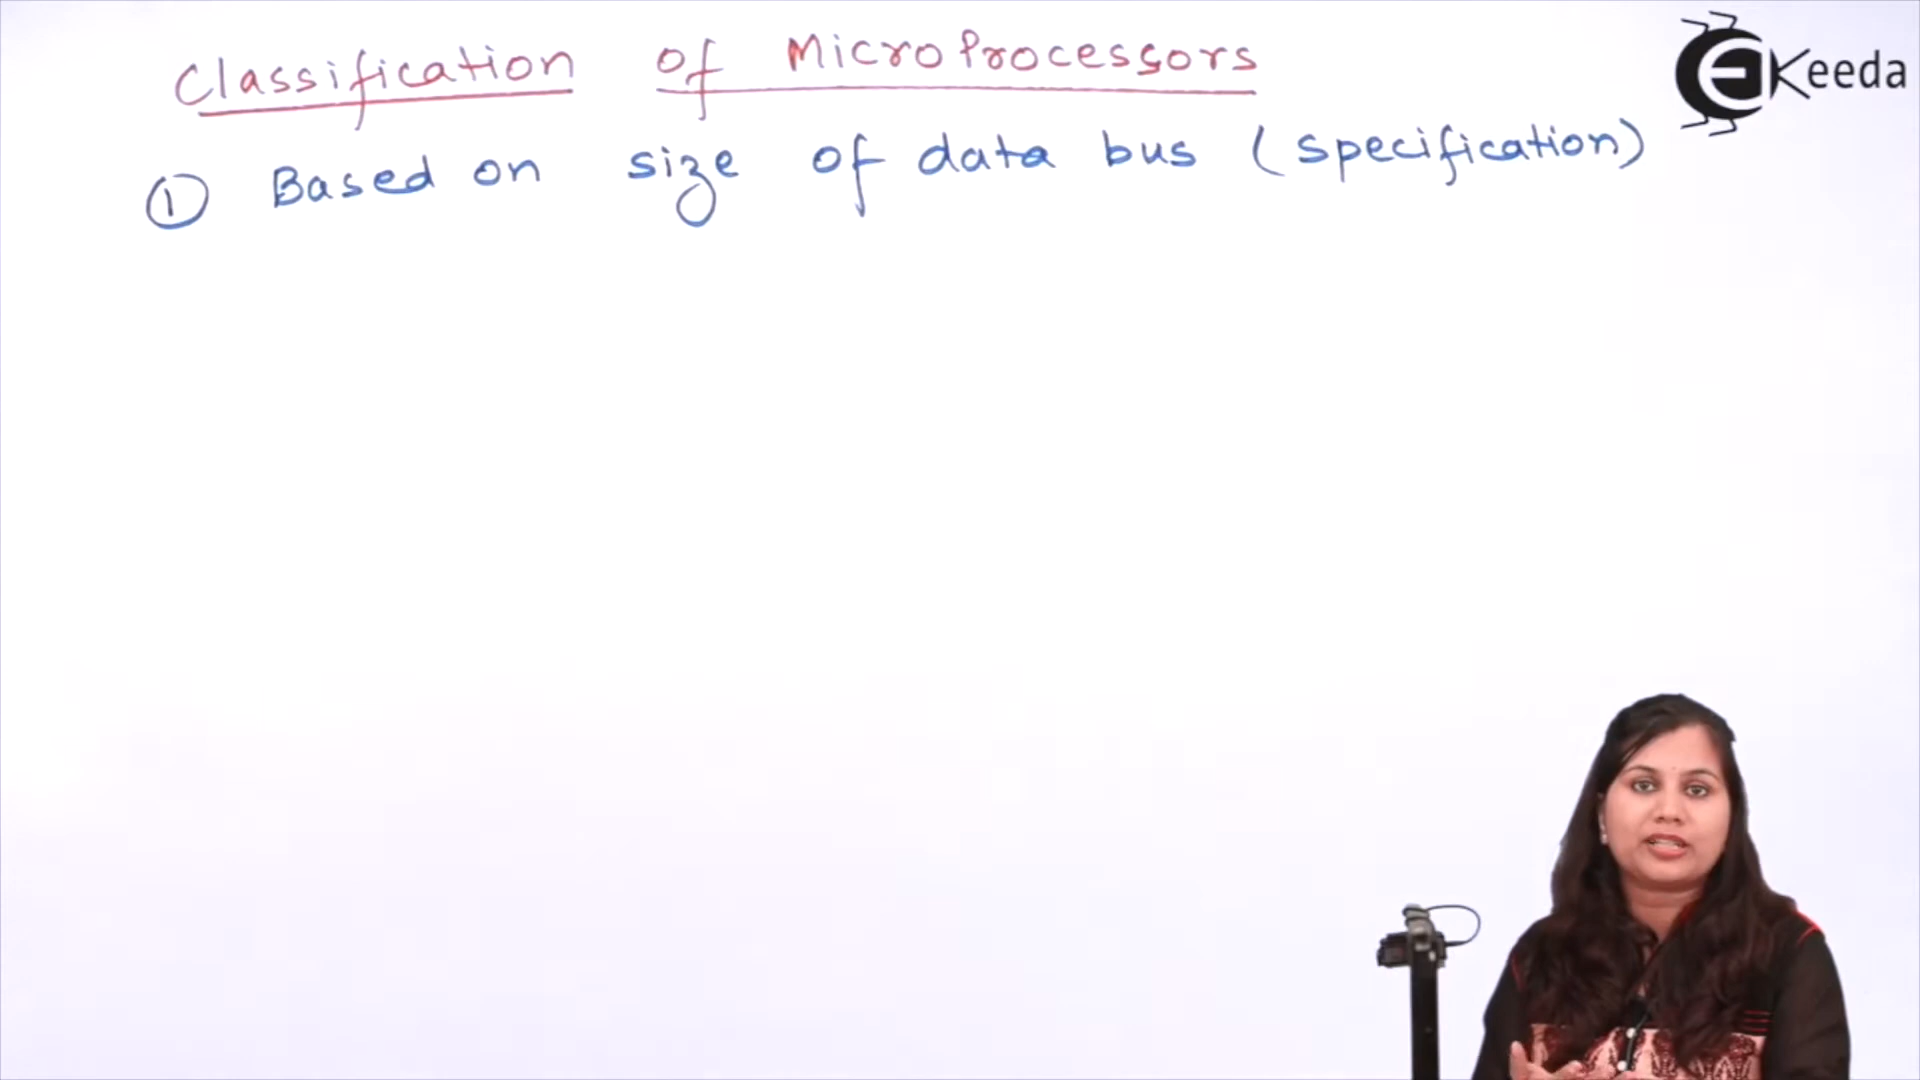 Classification of MicroProcessors
EKeeda
① Based on size of data bus (specification)